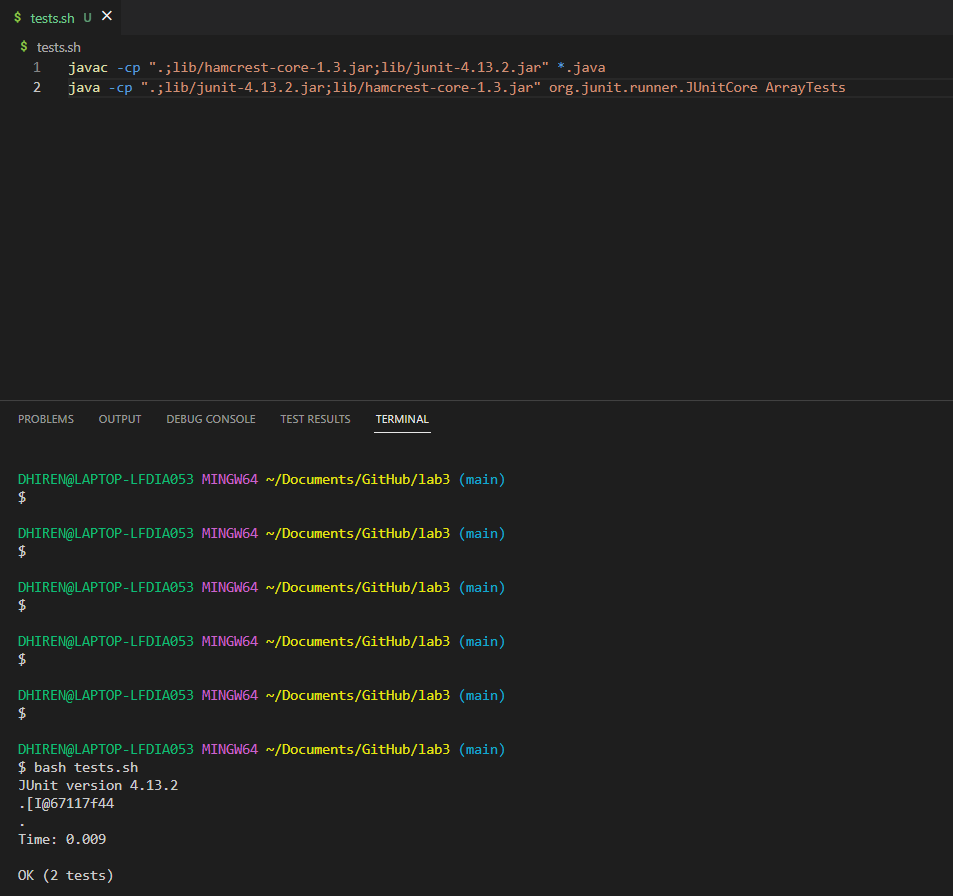 $ tests.sh U ×
$ tests.sh
1 javac -cp ".;lib/hamcrest-core-1.3.jar;lib/junit-4.13.2.jar" *.java
2 java -cp ".;lib/junit-4.13.2.jar;lib/hamcrest-core-1.3.jar" org.junit.runner.JUnitCore ArrayTests
PROBLEMS OUTPUT DEBUG CONSOLE TEST RESULTS TERMINAL
DHIREN@LAPTOP-LFDIA053 MINGW64 ~/Documents/GitHub/lab3 (main)
$
DHIREN@LAPTOP-LFDIA053 MINGW64 ~/Documents/GitHub/lab3 (main)
$
DHIREN@LAPTOP-LFDIA053 MINGW64 ~/Documents/GitHub/lab3 (main)
$
DHIREN@LAPTOP-LFDIA053 MINGW64 ~/Documents/GitHub/lab3 (main)
$
DHIREN@LAPTOP-LFDIA053 MINGW64 ~/Documents/GitHub/lab3 (main)
$
DHIREN@LAPTOP-LFDIA053 MINGW64 ~/Documents/GitHub/lab3 (main)
$ bash tests.sh
JUnit version 4.13.2
.[I@67117f44
.
Time: 0.009
OK (2 tests)